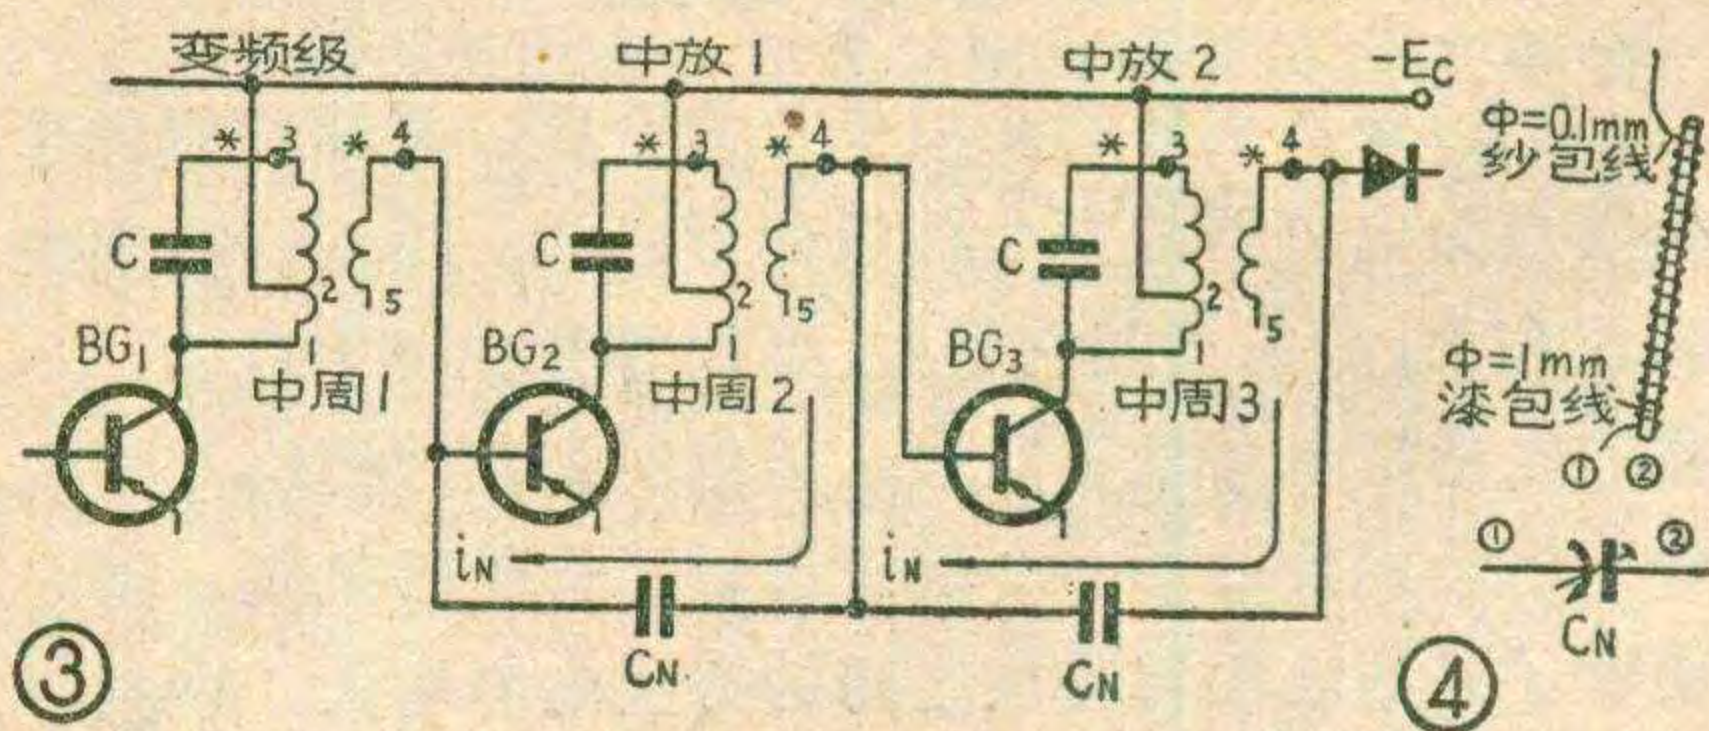 变频级 中放1 中放2 -EC
* 3 * 4 * 3 * 4 * 3 * 4
Φ=0.1mm
纱包线
C C C
2 5 2 5 2 5
BG1 1 BG2 1 BG3 1
中周1 中周2 中周3
Φ=1mm
漆包线
① ②
iN iN
① ②
CN CN CN
③ ④